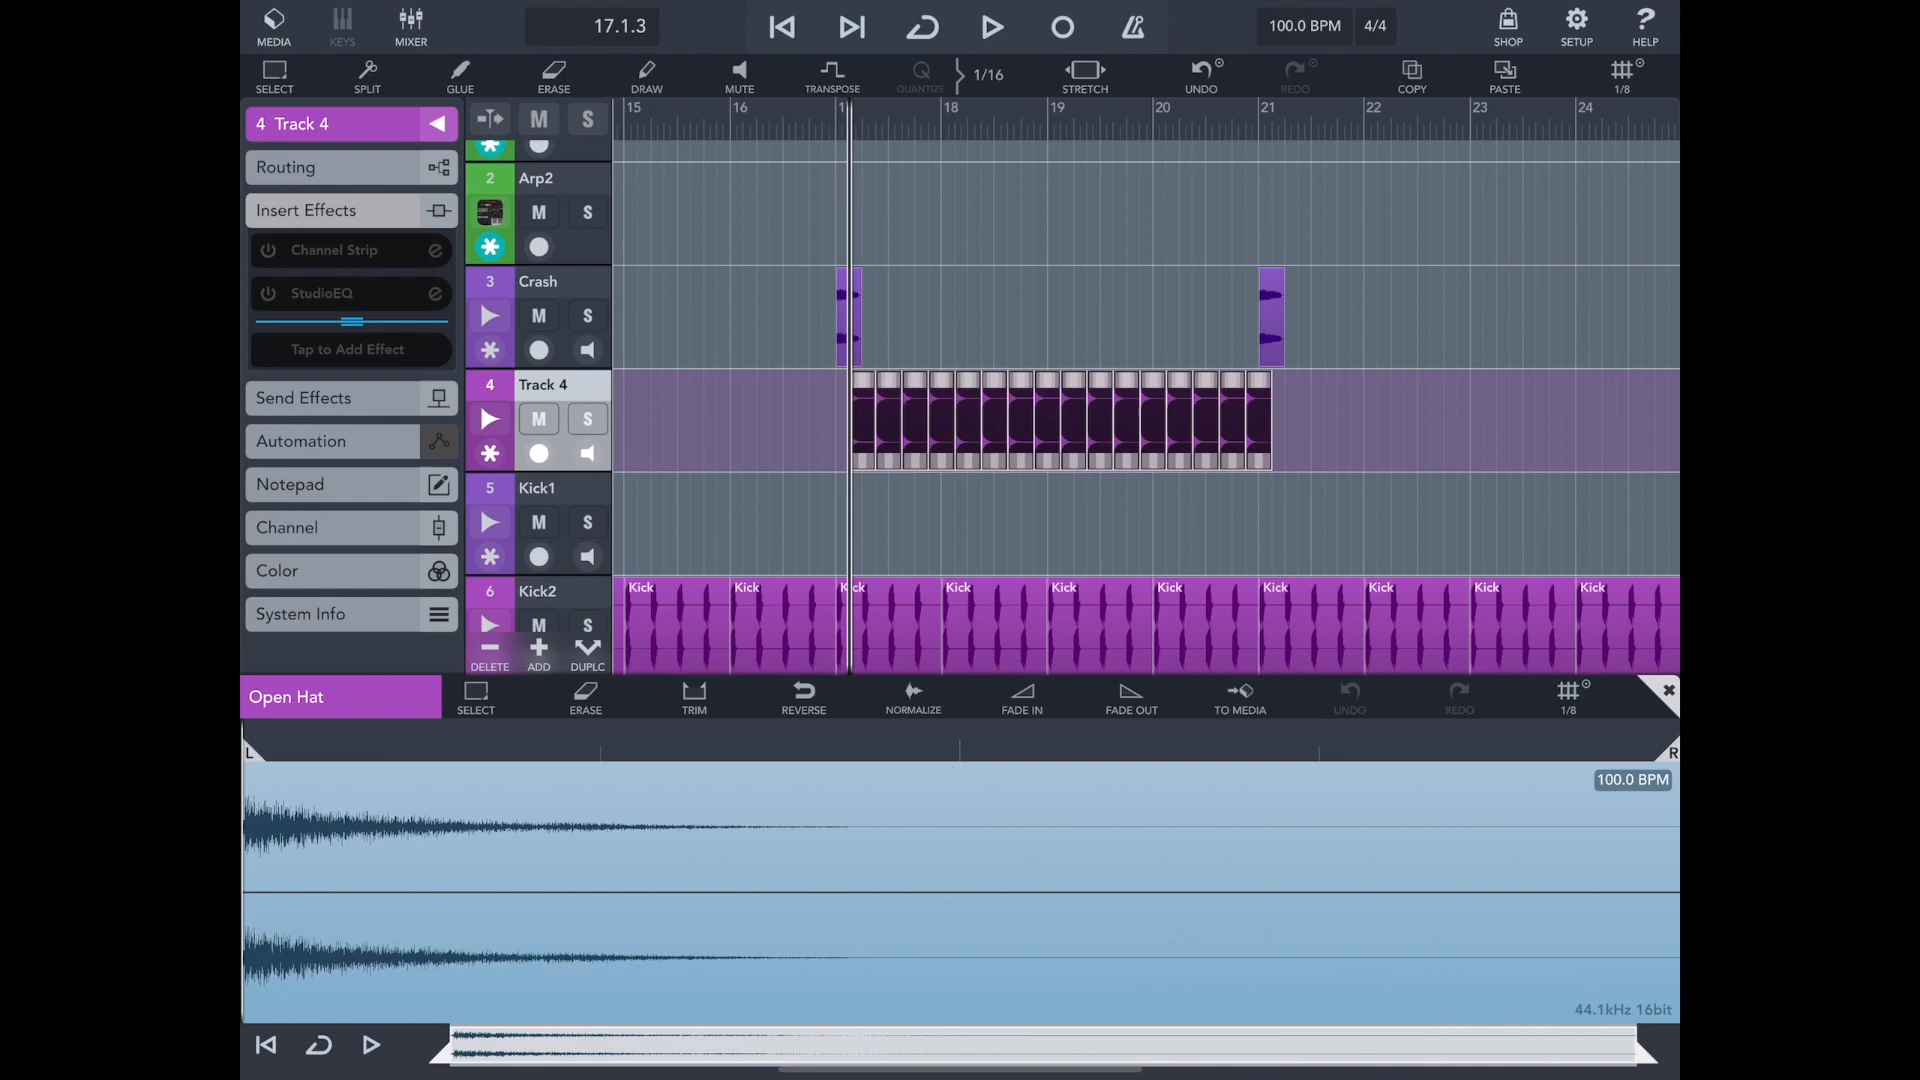 MEDIA
KEYS
MIXER
17.1.3
100.0 BPM
4/4
SHOP
SETUP
HELP
SELECT
SPLIT
GLUE
ERASE
DRAW
MUTE
TRANSPOSE
QUANTIZE
1/16
STRETCH
UNDO
REDO
COPY
PASTE
1/8
4 Track 4
M
S
15
16
18
19
20
21
22
23
24
Routing
Insert Effects
Channel Strip
StudioEQ
Tap to Add Effect
Send Effects
Automation
Notepad
Channel
Color
System Info
2 Arp2
M S
3 Crash
M S
4 Track 4
M S
5 Kick1
M S
6 Kick2
M S
Kick
Kick
Kick
Kick
Kick
Kick
Kick
Kick
Kick
Kick
DELETE
ADD
DUPLC
Open Hat
SELECT
ERASE
TRIM
REVERSE
NORMALIZE
FADE IN
FADE OUT
TO MEDIA
UNDO
REDO
1/8
L
R
100.0 BPM
44.1kHz 16bit